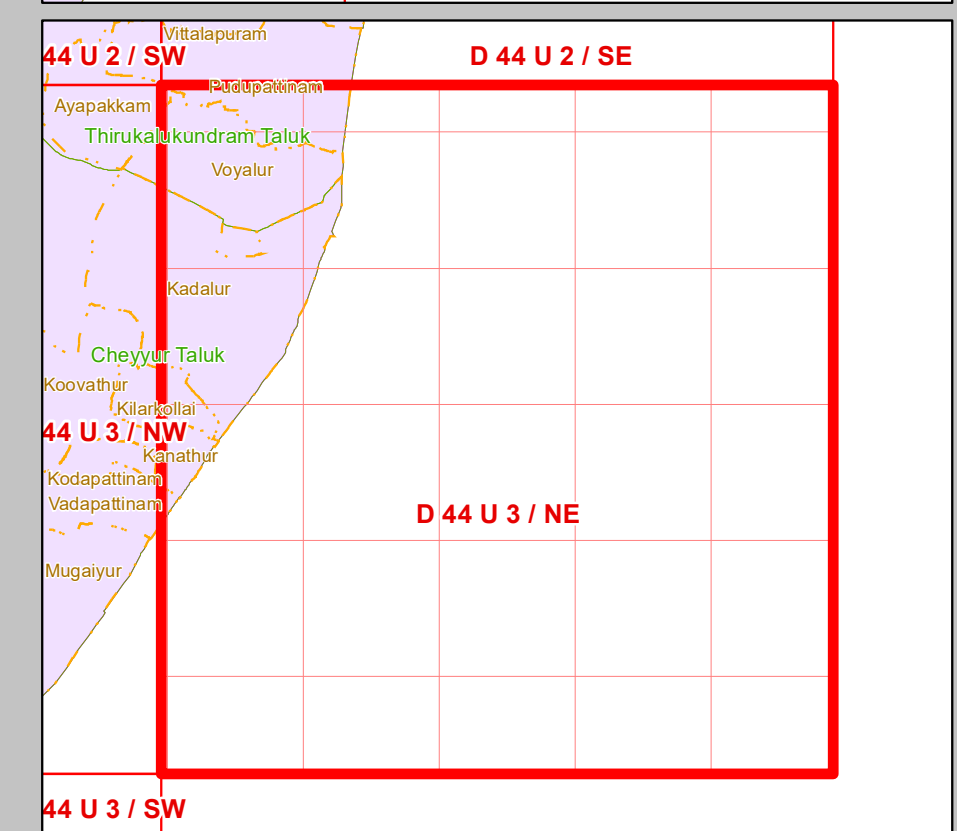 Vittalapuram
44 U 2 / SW
D 44 U 2 / SE
Pudupattinam
Ayapakkam
Thirukalukundram Taluk
Voyalur
Kadalur
Cheyyur Taluk
Koovathur
Kilarkollai
44 U 3 / NW
Kanathur
Kodapattinam
Vadapattinam
D 44 U 3 / NE
Mugaiyur
44 U 3 / SW